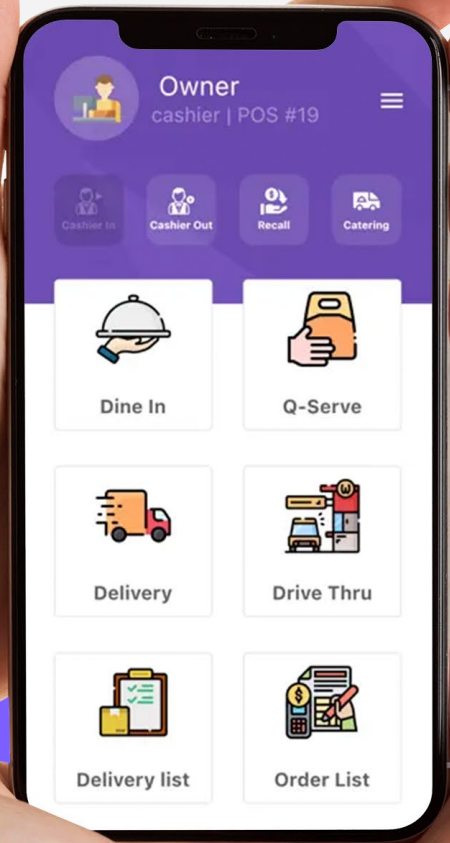 Owner
cashier | POS #19
Cashier In
Cashier Out
Recall
Catering
Dine In
Q-Serve
Delivery
W
Drive Thru
Delivery list
Order List